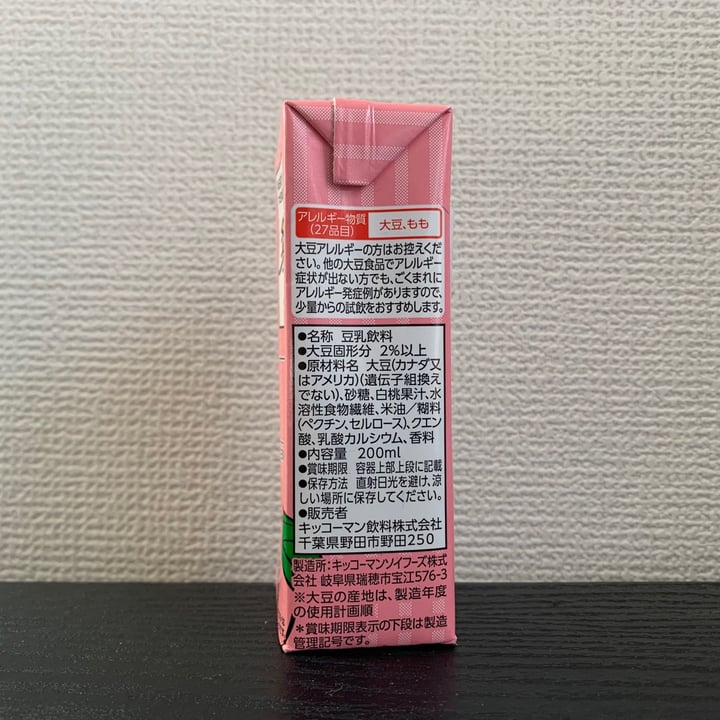 アレルギー物質
(27品目)
大豆、もも
大豆アレルギーの方はお控えくだ
さい。他の大豆食品でアレルギー
症状が出ない方でも、ごくまれに
アレルギー発症例がありますので、
少量からの試飲をおすすめします。
●名称 豆乳飲料
●大豆固形分 2%以上
●原材料名 大豆(カナダ又
はアメリカ)(遺伝子組換え
でない)、砂糖、白桃果汁、水
溶性食物繊維、米油/糊料
(ペクチン、セルロース)、クエン
酸、乳酸カルシウム、香料
●内容量 200ml
●賞味期限 容器上部上段に記載
●保存方法 直射日光を避け、涼
しい場所に保存してください。
●販売者
キッコーマン飲料株式会社
千葉県野田市野田250
製造所:キッコーマンソイフーズ株式
会社 岐阜県瑞穂市宝江576-3
※大豆の産地は、製造年度
の使用計画順
＊賞味期限表示の下段は製造
管理記号です。